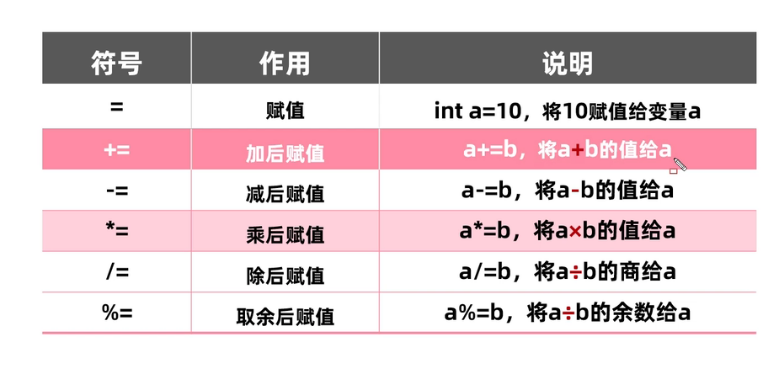 符号 作用 说明
= 赋值 int a=10，将10赋值给变量a
+= 加后赋值 a+=b，将a+b的值给a
-= 减后赋值 a-=b，将a-b的值给a
*= 乘后赋值 a*=b，将a×b的值给a
/= 除后赋值 a/=b，将a÷b的商给a
%= 取余后赋值 a%=b，将a÷b的余数给a